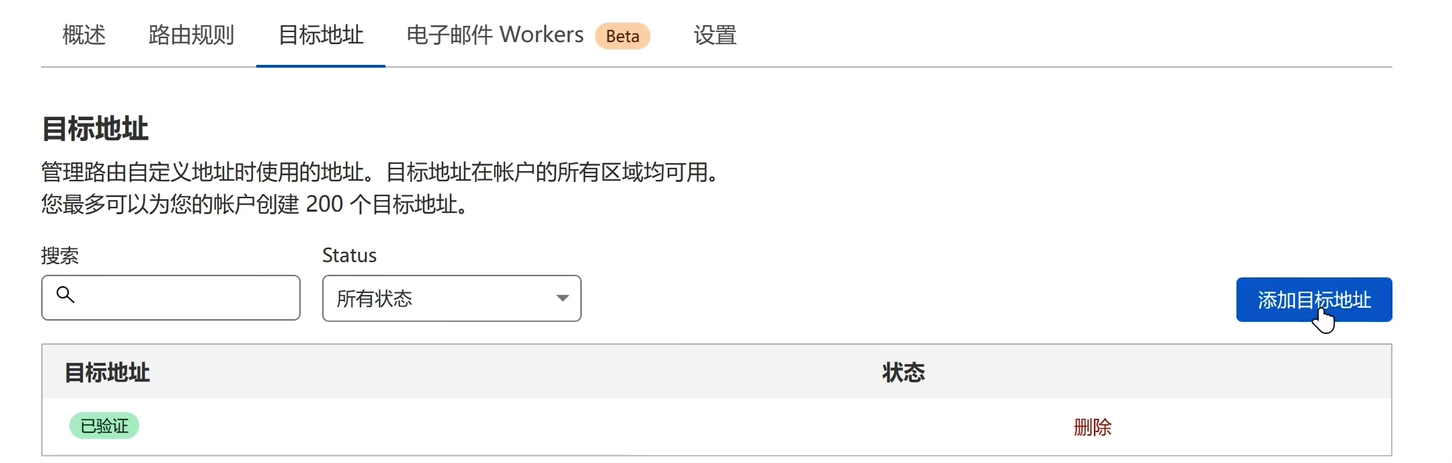 概述 路由规则 目标地址 电子邮件 Workers Beta 设置
目标地址
管理路由自定义地址时使用的地址。目标地址在帐户的所有区域均可用。
您最多可以为您的帐户创建 200 个目标地址。
搜索 Status
所有状态 添加目标地址
目标地址 状态
已验证 删除